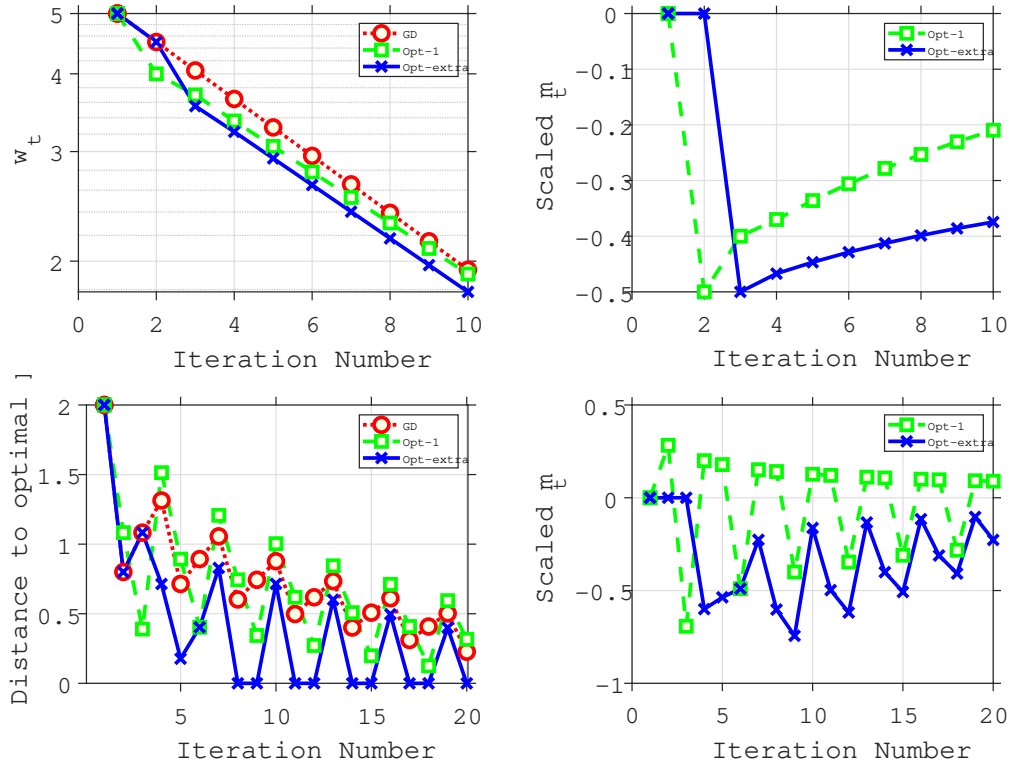 5
4
3
2
0
2
4
6
8
10
w_t
Iteration Number
GD
Opt-1
Opt-extra
0
-0.1
-0.2
-0.3
-0.4
-0.5
0
2
4
6
8
10
Scaled m_t
Iteration Number
Opt-1
Opt-extra
2
1.5
1
0.5
0
5
10
15
20
Distance to optimal ]
Iteration Number
GD
Opt-1
Opt-extra
0.5
0
-0.5
-1
0
5
10
15
20
Scaled m_t
Iteration Number
Opt-1
Opt-extra